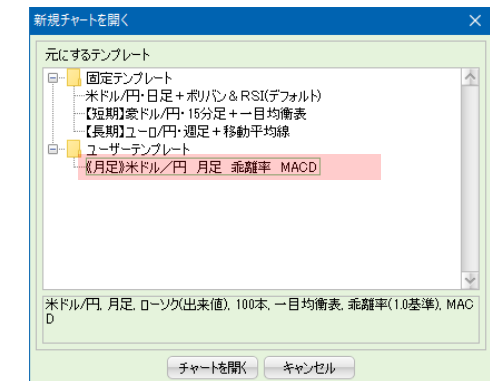 新規チャートを開く
元にするテンプレート
固定テンプレート
米ドル/円・日足+ボリバン&RSI(デフォルト)
【短期】豪ドル/円・15分足+一目均衡表
【長期】ユーロ/円・週足+移動平均線
ユーザーテンプレート
《月足》米ドル/円 月足 乖離率 MACD
米ドル/円, 月足, ローソク(出来値), 100本, 一目均衡表, 乖離率(1.0基準), MAC
D
チャートを開く キャンセル